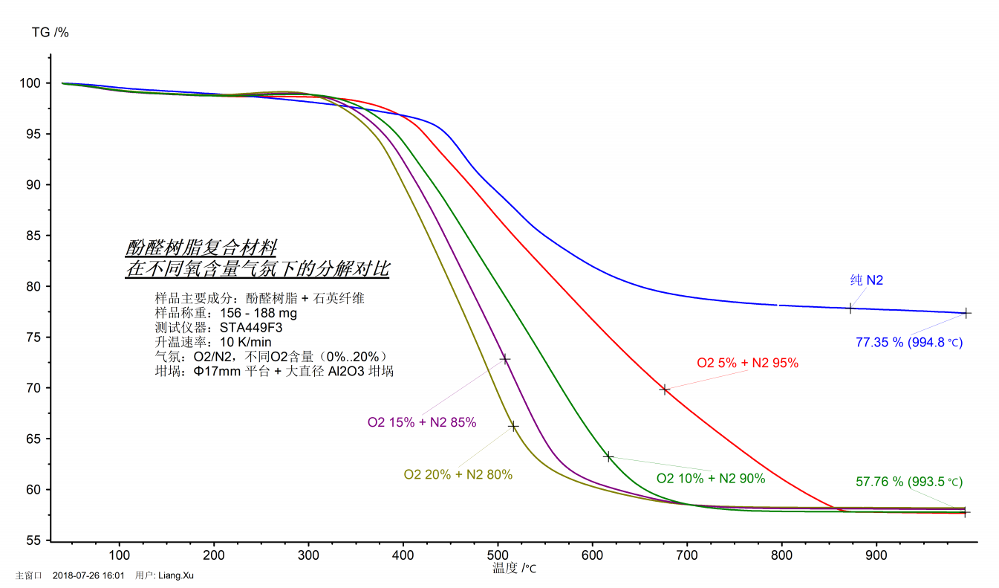 TG /%
100
95
90
85
80
75
70
65
60
55
酚醛树脂复合材料
在不同氧含量气氛下的分解对比
样品主要成分：酚醛树脂 + 石英纤维
样品称重：156 - 188 mg
测试仪器：STA449F3
升温速率：10 K/min
气氛：O2/N2，不同O2含量（0%..20%）
坩埚：Φ17mm 平台 + 大直径 Al2O3 坩埚
纯 N2
77.35 % (994.8 ℃)
O2 5% + N2 95%
O2 15% + N2 85%
O2 20% + N2 80%
O2 10% + N2 90%
57.76 % (993.5 ℃)
100 200 300 400 500 600 700 800 900
温度 /℃
主窗口 2018-07-26 16:01 用户: Liang.Xu